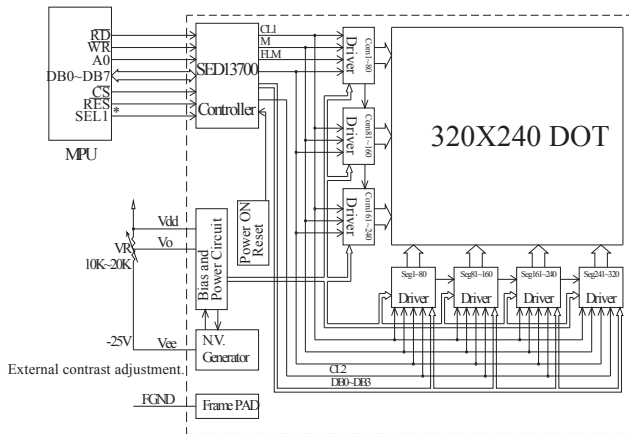 RD
WR
A0
DB0~DB7
CS
RES
SEL1
*
MPU
SED13700
Controller
CL1
M
FLM
Driver
Com1~80
Driver
Com81~160
Driver
Com161~240
320X240 DOT
Power ON
Reset
Vdd
Vo
VR
10K~20K
Bias and
Power Circuit
-25V
Vee
N.V.
Generator
External contrast adjustment.
FGND
Frame PAD
Seg1~80
Driver
Seg81~160
Driver
Seg161~240
Driver
Seg241~320
Driver
CL2
DB0~DB3